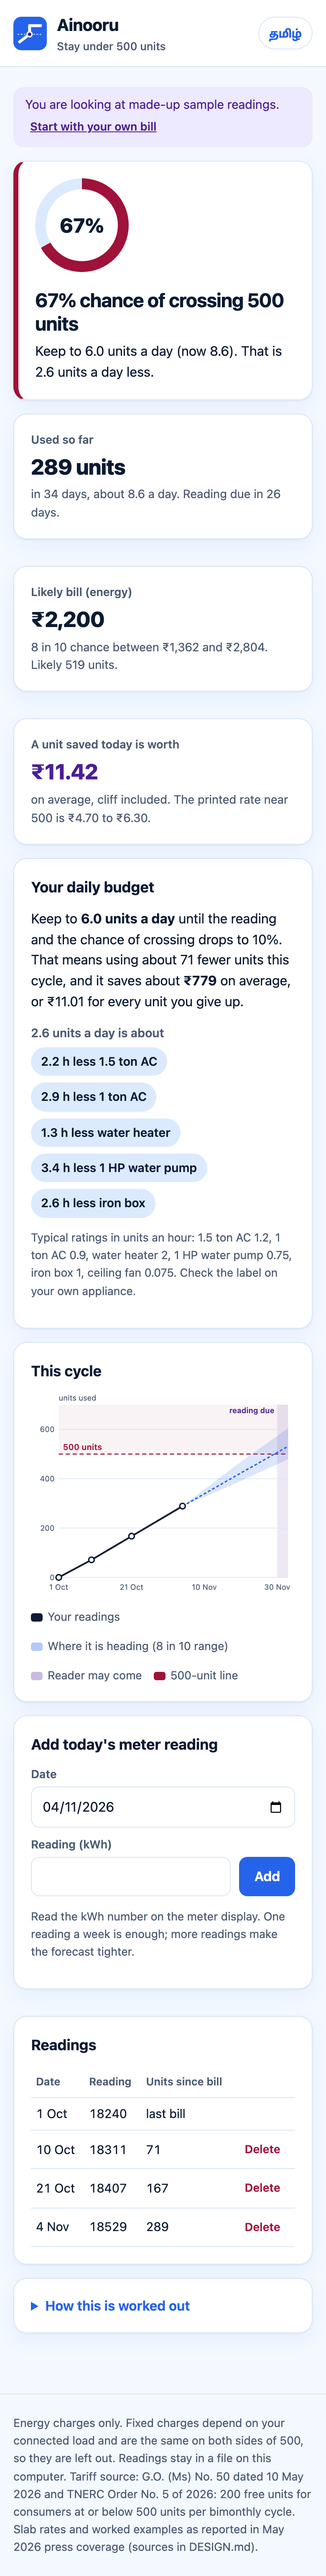 Ainooru
Stay under 500 units
தமிழ்
You are looking at made-up sample readings.
Start with your own bill
67%
67% chance of crossing 500
units
Keep to 6.0 units a day (now 8.6). That is
2.6 units a day less.
Used so far
289 units
in 34 days, about 8.6 a day. Reading due in 26
days.
Likely bill (energy)
₹2,200
8 in 10 chance between ₹1,362 and ₹2,804.
Likely 519 units.
A unit saved today is worth
₹11.42
on average, cliff included. The printed rate near
500 is ₹4.70 to ₹6.30.
Your daily budget
Keep to 6.0 units a day until the reading
and the chance of crossing drops to 10%.
That means using about 71 fewer units this
cycle, and it saves about ₹779 on average,
or ₹11.01 for every unit you give up.
2.6 units a day is about
2.2 h less 1.5 ton AC
2.9 h less 1 ton AC
1.3 h less water heater
3.4 h less 1 HP water pump
2.6 h less iron box
Typical ratings in units an hour: 1.5 ton AC 1.2, 1
ton AC 0.9, water heater 2, 1 HP water pump 0.75,
iron box 1, ceiling fan 0.075. Check the label on
your own appliance.
This cycle
units used
reading due
600
500 units
400
200
0
1 Oct 21 Oct 10 Nov 30 Nov
Your readings
Where it is heading (8 in 10 range)
Reader may come 500-unit line
Add today's meter reading
Date
04/11/2026
Reading (kWh)
Add
Read the kWh number on the meter display. One
reading a week is enough; more readings make
the forecast tighter.
Readings
Date Reading Units since bill
1 Oct 18240 last bill
10 Oct 18311 71 Delete
21 Oct 18407 167 Delete
4 Nov 18529 289 Delete
How this is worked out
Energy charges only. Fixed charges depend on your
connected load and are the same on both sides of 500,
so they are left out. Readings stay in a file on this
computer. Tariff source: G.O. (Ms) No. 50 dated 10 May
2026 and TNERC Order No. 5 of 2026: 200 free units for
consumers at or below 500 units per bimonthly cycle.
Slab rates and worked examples as reported in May
2026 press coverage (sources in DESIGN.md).